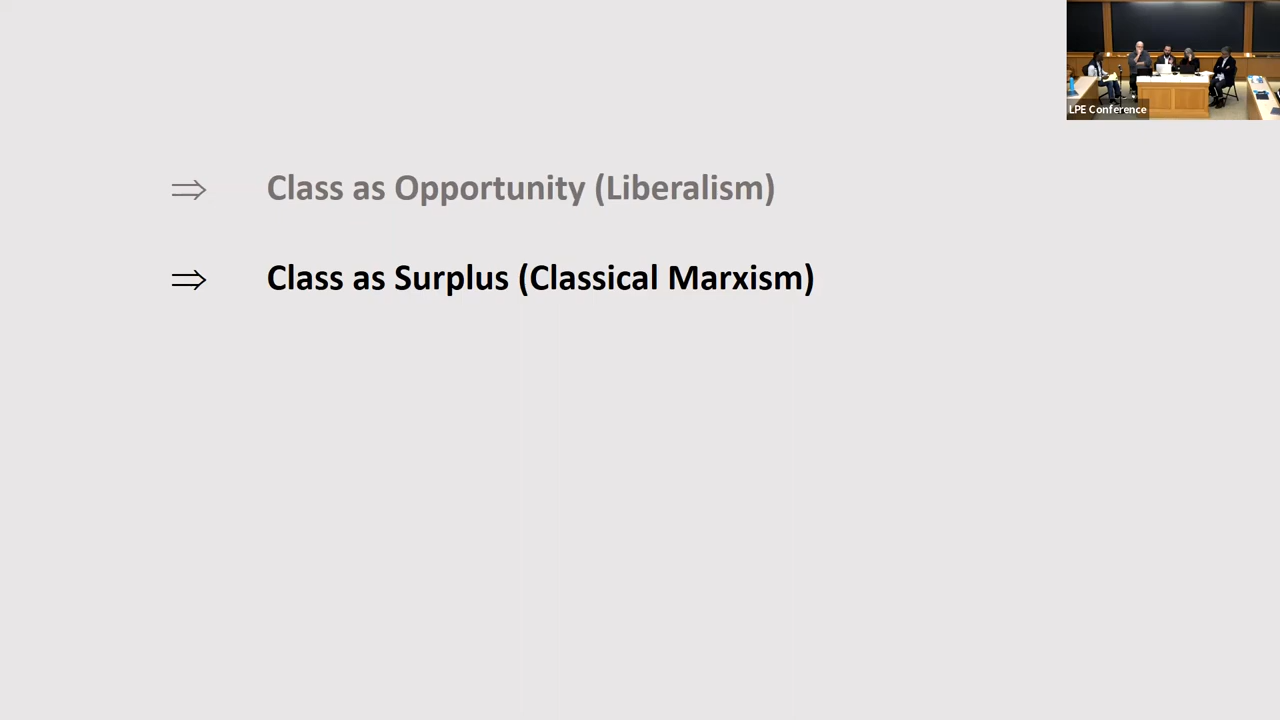 LPE Conference
⇒ Class as Opportunity (Liberalism)
⇒ Class as Surplus (Classical Marxism)